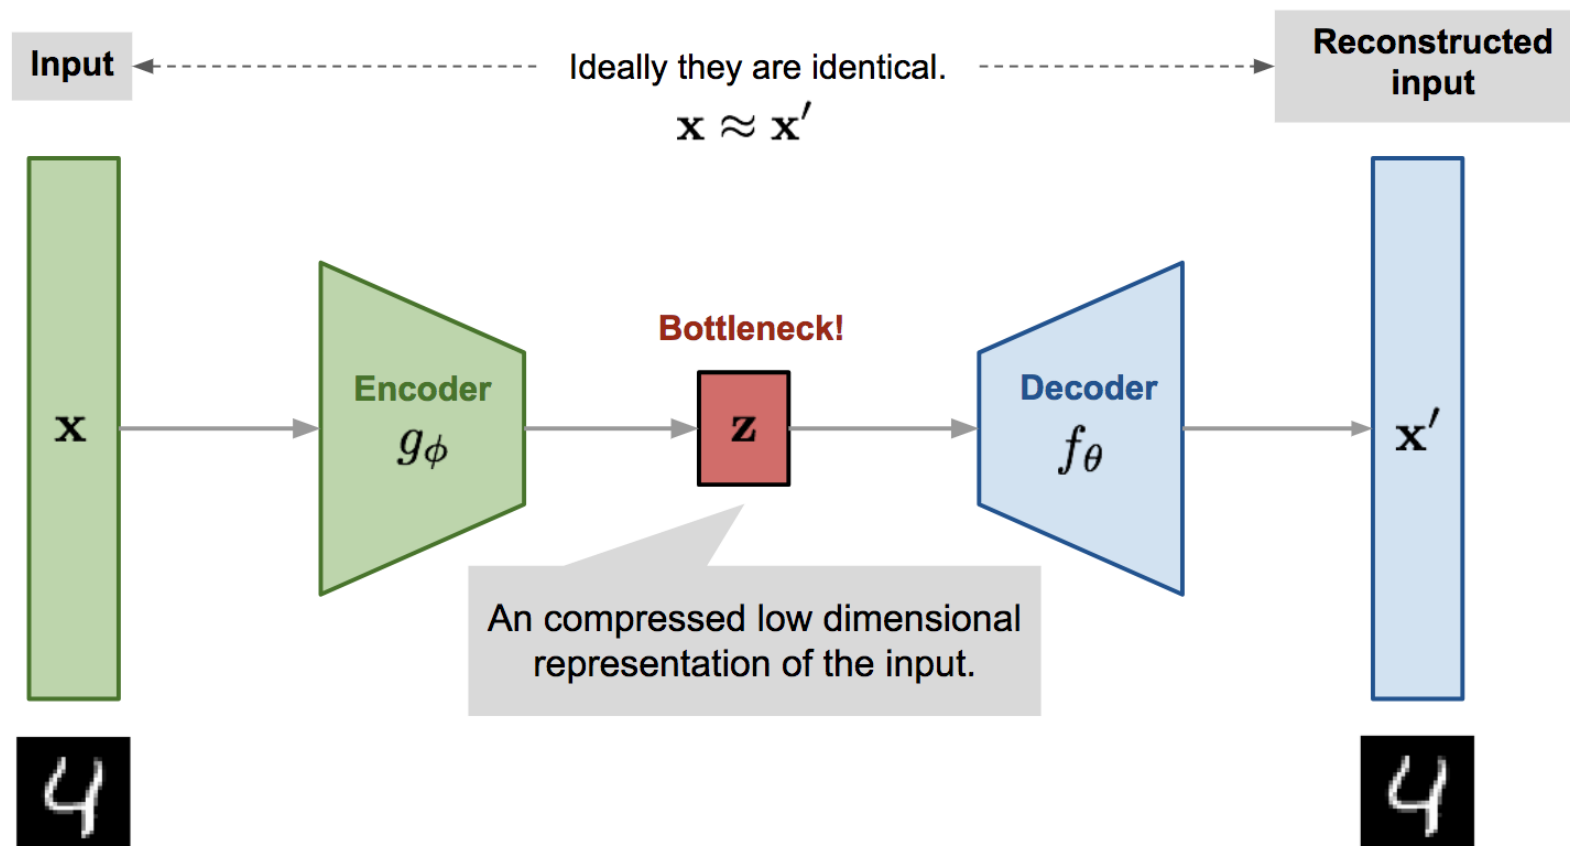 Input
Ideally they are identical.
x ≈ x′
Reconstructed
input
Bottleneck!
x
Encoder
gϕ
z
Decoder
fθ
x′
An compressed low dimensional
representation of the input.
4
4